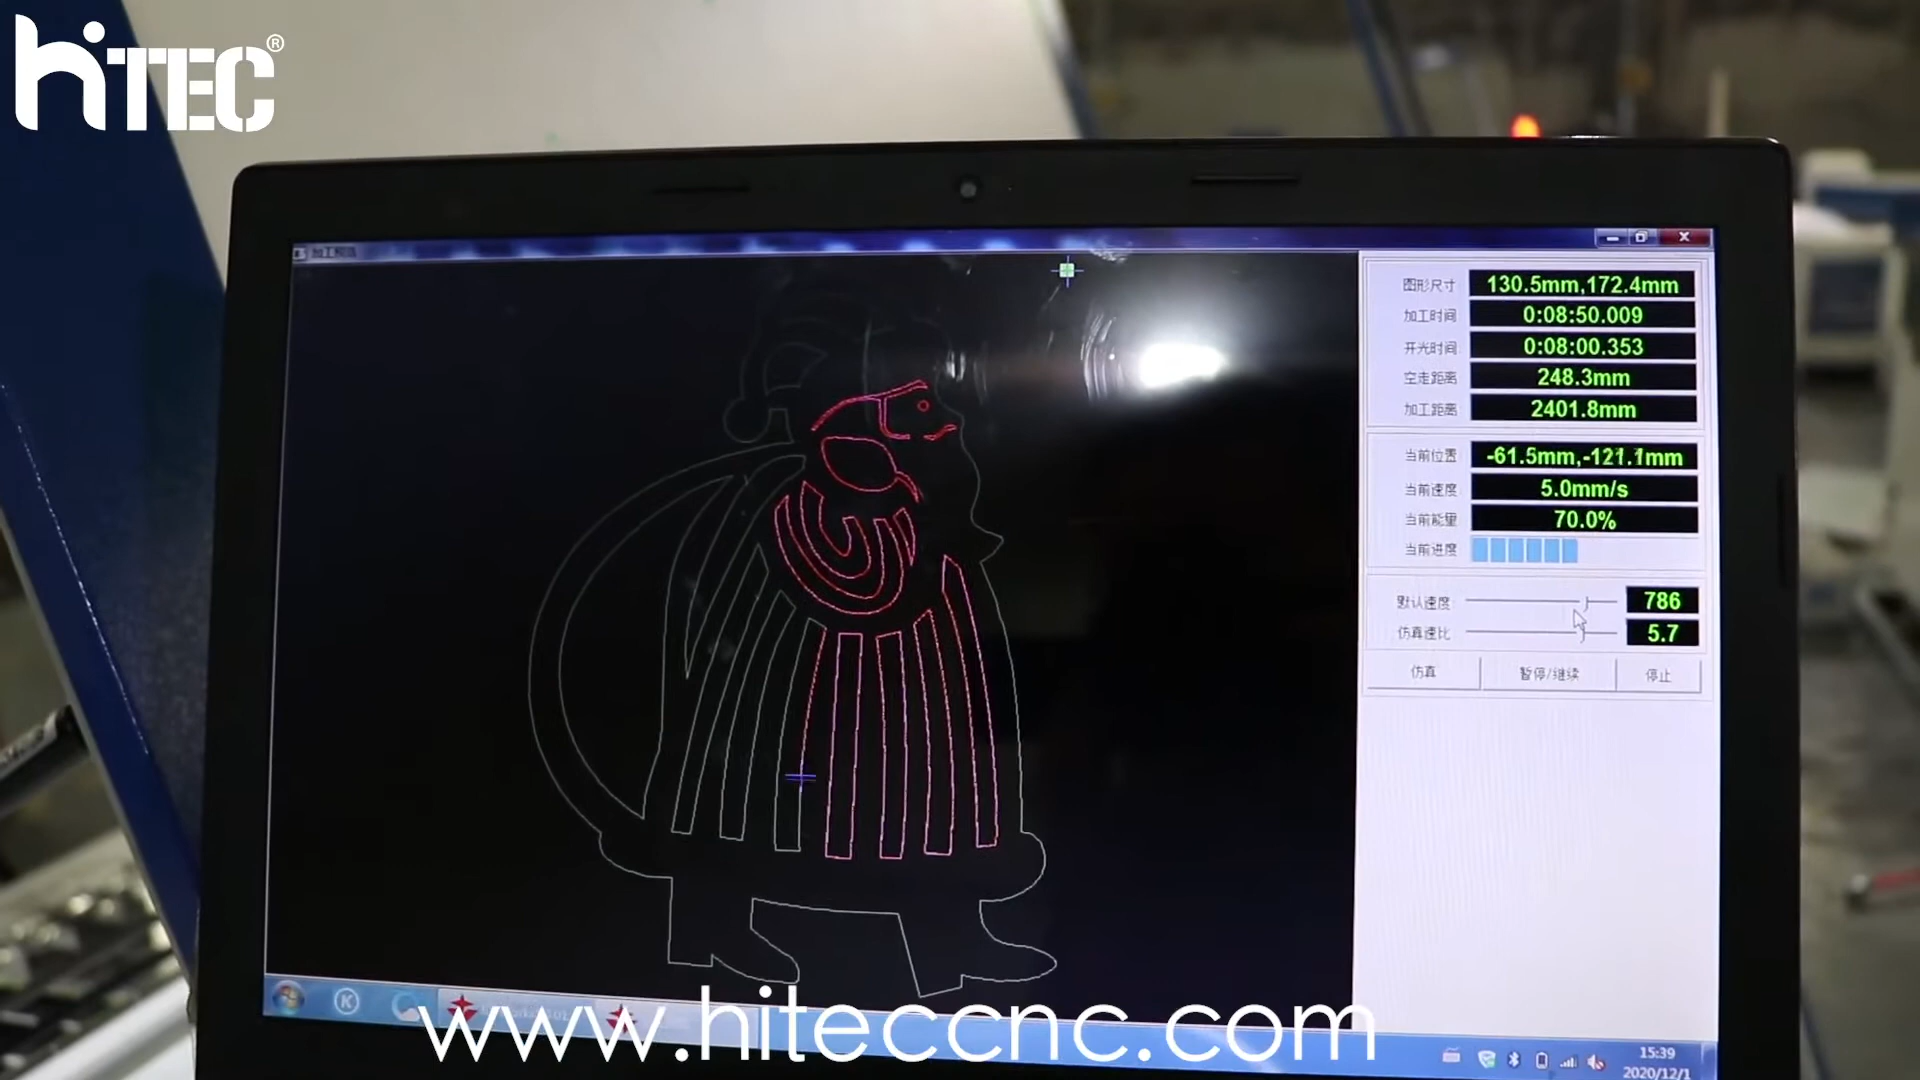 hiTEC®
加工预览
图形尺寸 130.5mm,172.4mm
加工时间 0:08:50.009
开光时间 0:08:00.353
空走距离 248.3mm
加工距离 2401.8mm
当前位置 -61.5mm,-121.1mm
当前速度 5.0mm/s
当前能量 70.0%
当前进度
默认速度 786
仿真速比 5.7
仿真 暂停/继续 停止
www.hiteccnc.com
15:39
2020/12/1